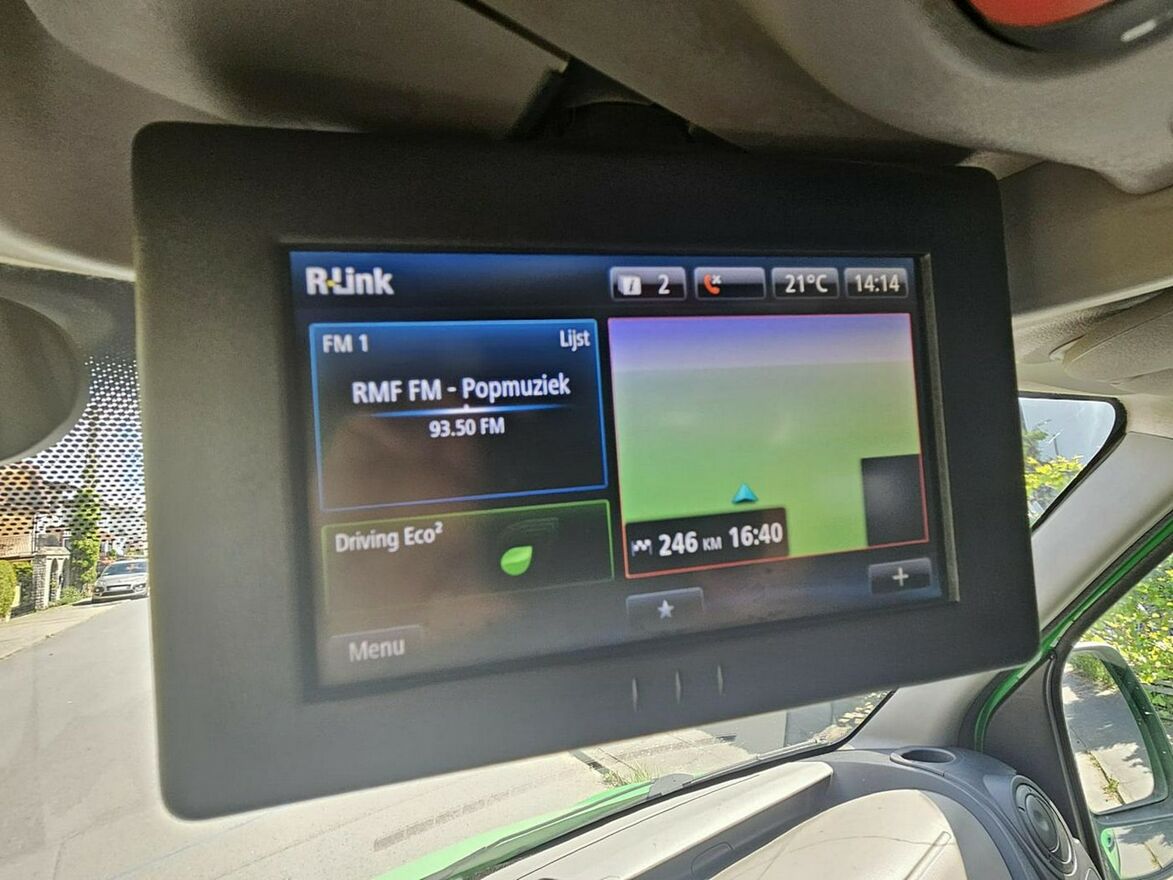 R-Link
2
21°C
14:14
FM 1
Lijst
RMF FM - Popmuziek
93.50 FM
Driving Eco²
246 KM 16:40
Menu